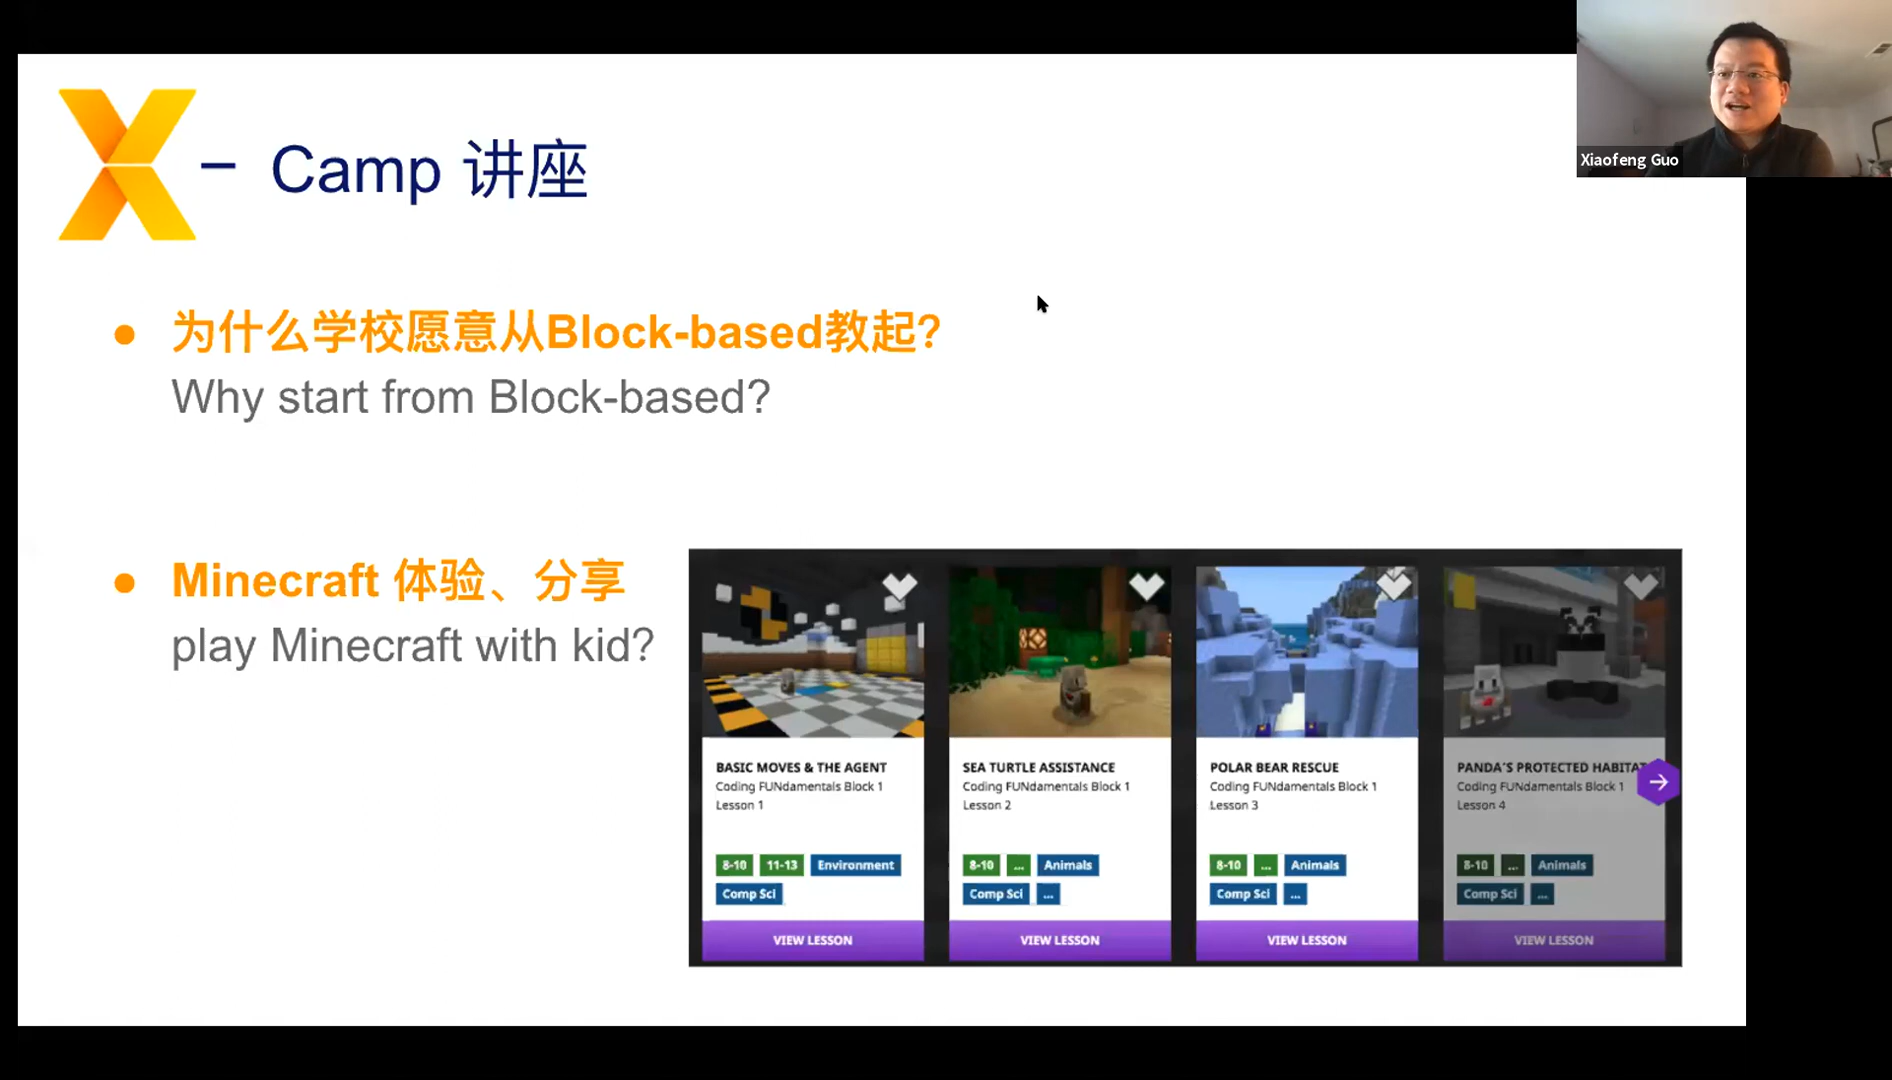 X - Camp 讲座
Xiaofeng Guo
为什么学校愿意从Block-based教起?
Why start from Block-based?
Minecraft 体验、分享
play Minecraft with kid?
BASIC MOVES & THE AGENT
Coding FUNdamentals Block 1
Lesson 1
8-10 11-13 Environment
Comp Sci
VIEW LESSON
SEA TURTLE ASSISTANCE
Coding FUNdamentals Block 1
Lesson 2
8-10 ... Animals
Comp Sci ...
VIEW LESSON
POLAR BEAR RESCUE
Coding FUNdamentals Block 1
Lesson 3
8-10 ... Animals
Comp Sci ...
VIEW LESSON
PANDA'S PROTECTED HABITAT
Coding FUNdamentals Block 1
Lesson 4
8-10 ... Animals
Comp Sci ...
VIEW LESSON